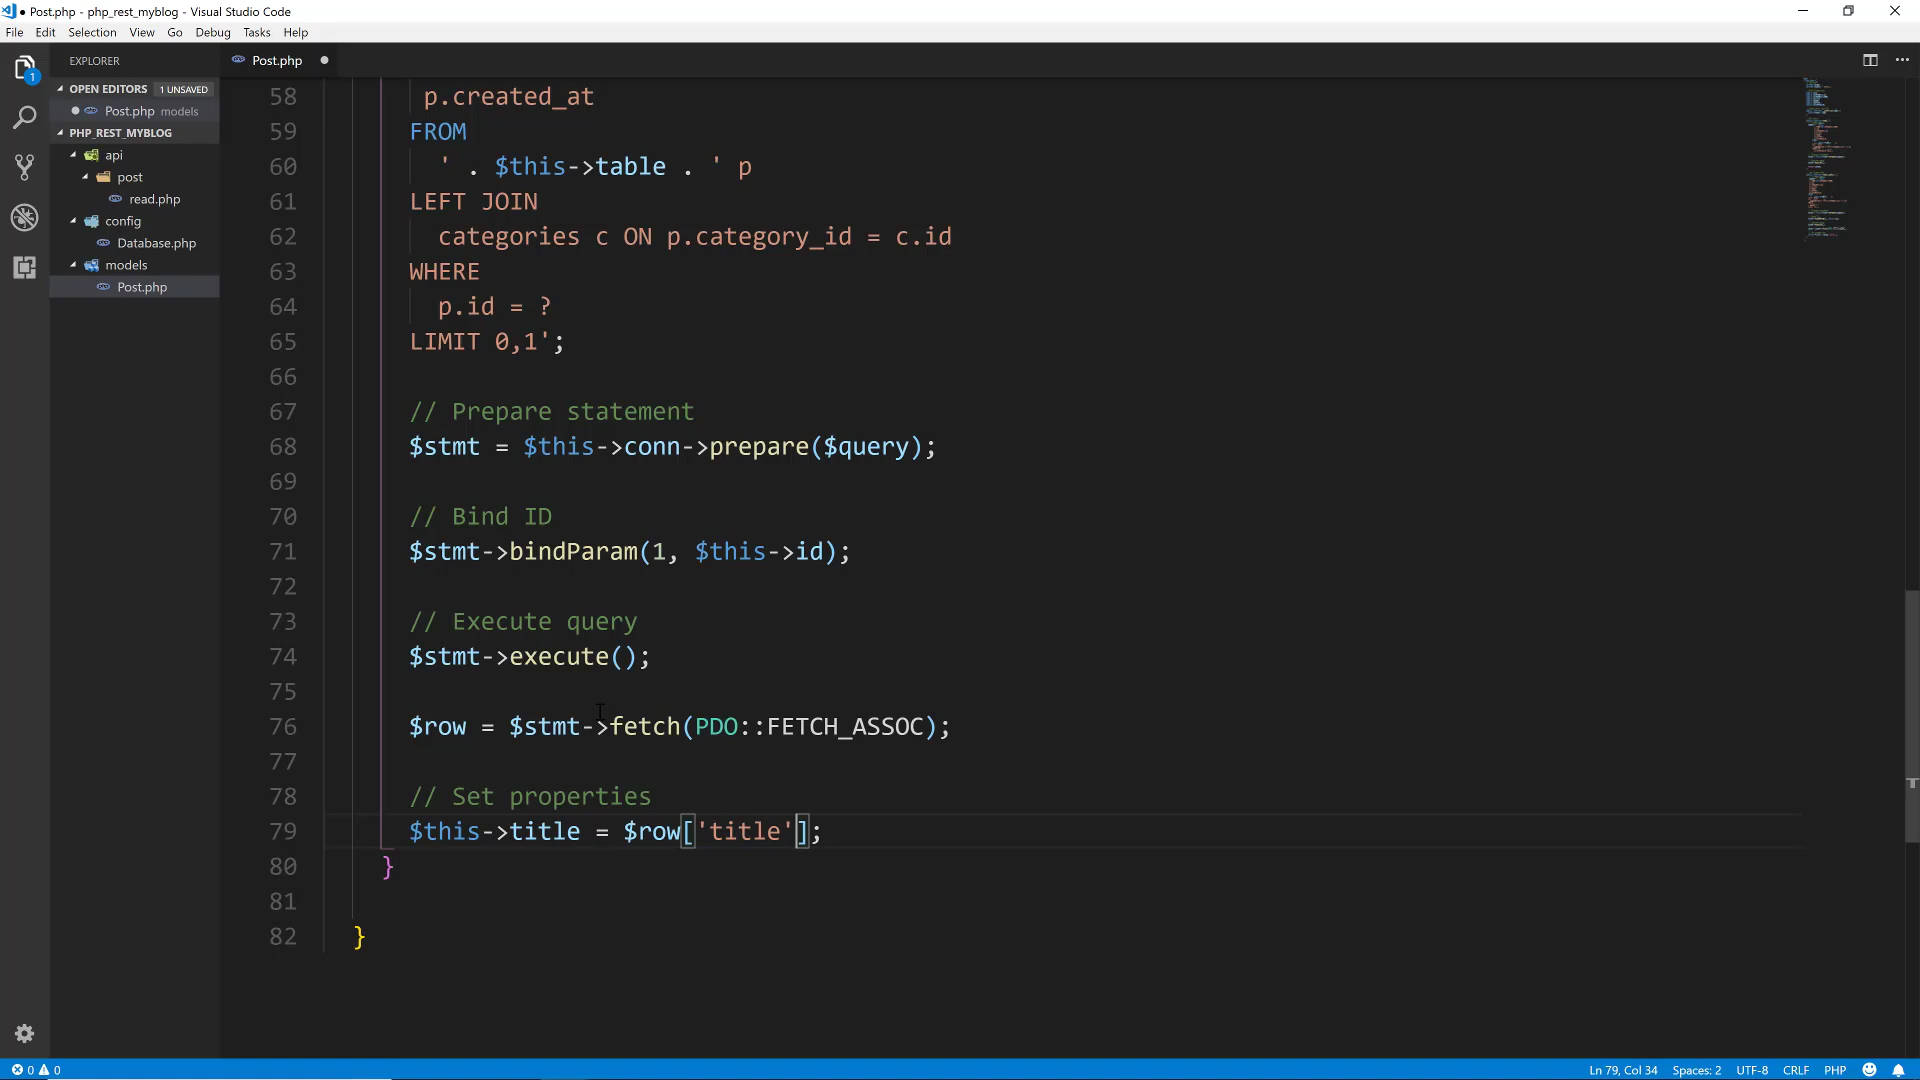 ● Post.php - php_rest_myblog - Visual Studio Code
File Edit Selection View Go Debug Tasks Help
EXPLORER
Post.php
OPEN EDITORS 1 UNSAVED
Post.php models
PHP_REST_MYBLOG
api
post
read.php
config
Database.php
models
Post.php
1
58 p.created_at
59 FROM
60 ' . $this->table . ' p
61 LEFT JOIN
62 categories c ON p.category_id = c.id
63 WHERE
64 p.id = ?
65 LIMIT 0,1';
66
67 // Prepare statement
68 $stmt = $this->conn->prepare($query);
69
70 // Bind ID
71 $stmt->bindParam(1, $this->id);
72
73 // Execute query
74 $stmt->execute();
75
76 $row = $stmt->fetch(PDO::FETCH_ASSOC);
77
78 // Set properties
79 $this->title = $row['title'];
80 }
81
82 }
0 0 Ln 79, Col 34 Spaces: 2 UTF-8 CRLF PHP